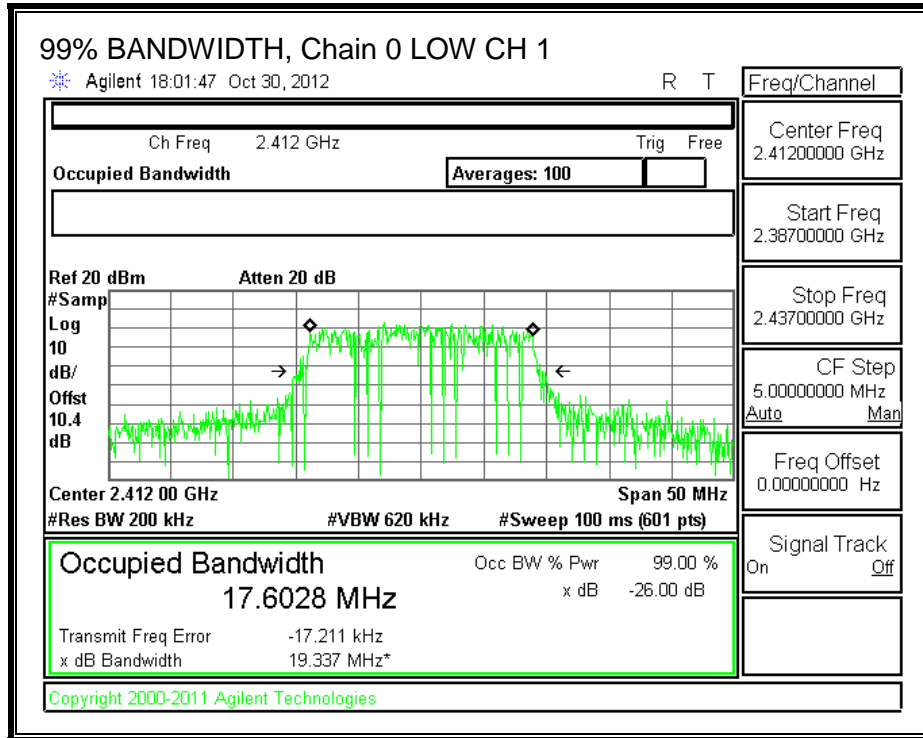 99% BANDWIDTH, Chain 0 LOW CH 1
Agilent 18:01:47 Oct 30, 2012 R T
Freq/Channel
Ch Freq 2.412 GHz Trig Free
Occupied Bandwidth Averages: 100
Center Freq
2.41200000 GHz
Start Freq
2.38700000 GHz
Stop Freq
2.43700000 GHz
CF Step
5.00000000 MHz
Auto Man
Freq Offset
0.00000000 Hz
Signal Track
On Off
Ref 20 dBm Atten 20 dB
#Samp
Log
10
dB/
Offst
10.4
dB
Center 2.412 00 GHz Span 50 MHz
#Res BW 200 kHz #VBW 620 kHz #Sweep 100 ms (601 pts)
Occupied Bandwidth Occ BW % Pwr 99.00 %
17.6028 MHz x dB -26.00 dB
Transmit Freq Error -17.211 kHz
x dB Bandwidth 19.337 MHz*
Copyright 2000-2011 Agilent Technologies